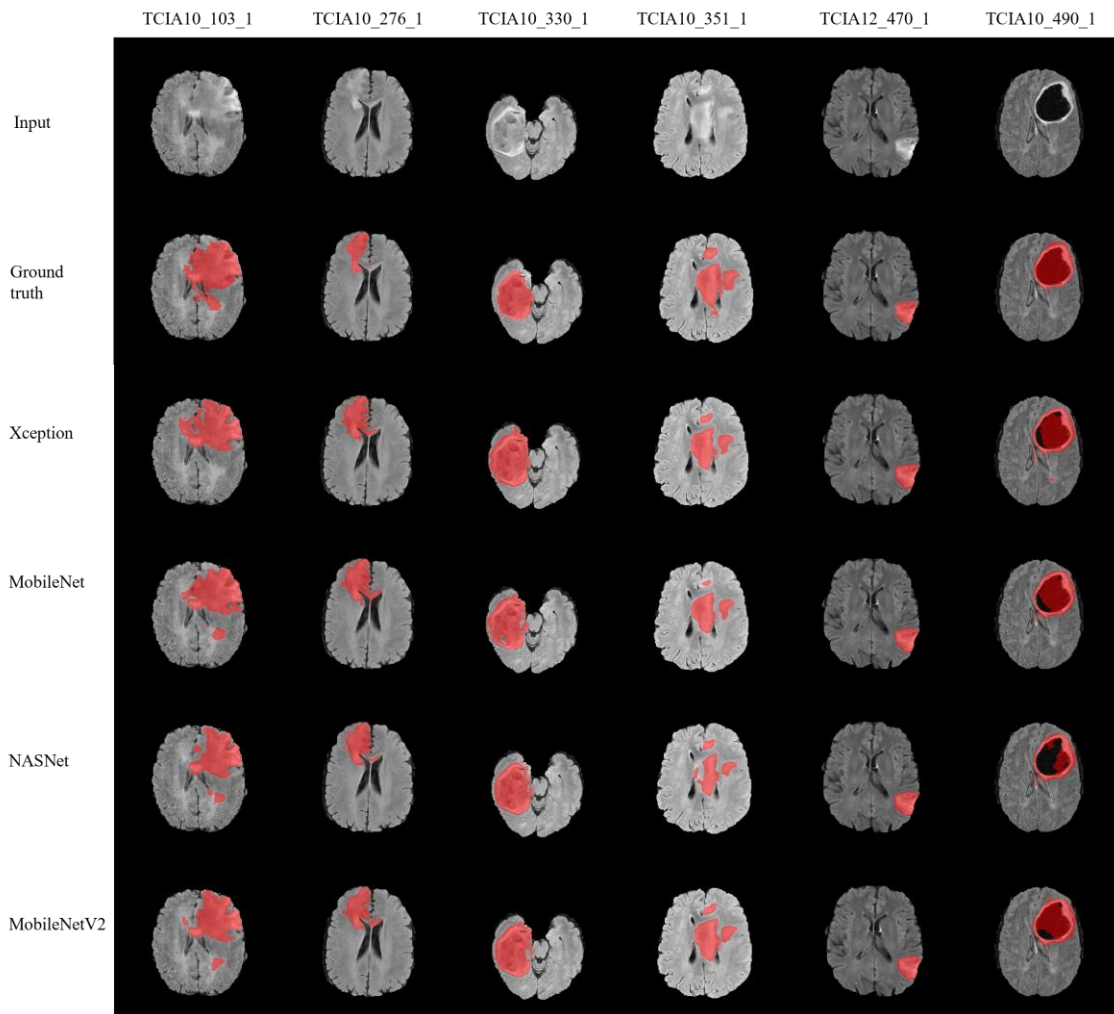 TCIA10_103_1 TCIA10_276_1 TCIA10_330_1 TCIA10_351_1 TCIA12_470_1 TCIA10_490_1
Input
Ground
truth
Xception
MobileNet
NASNet
MobileNetV2